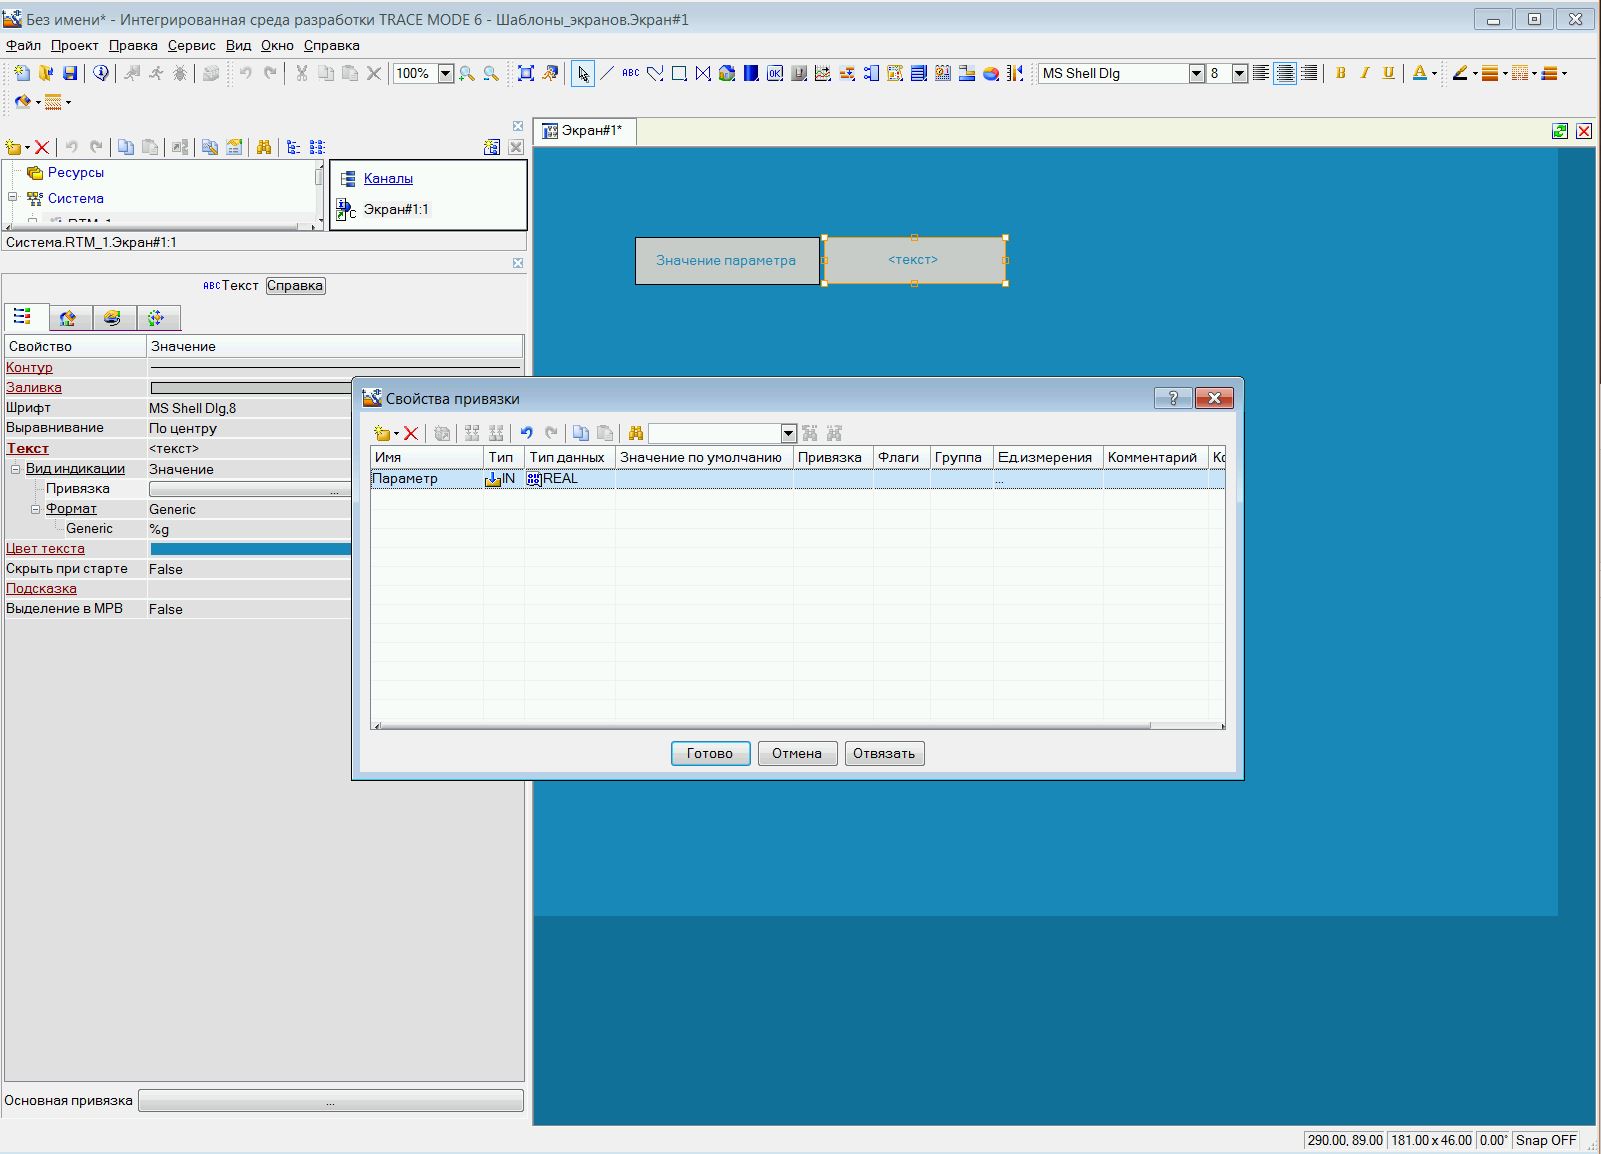 Без имени* - Интегрированная среда разработки TRACE MODE 6 - Шаблоны_экранов.Экран#1
Файл Проект Правка Сервис Вид Окно Справка
100% ABC OK MS Shell Dlg 8 B I U A
Экран#1*
Ресурсы
Система
RTM_1
Каналы
Экран#1:1
Система.RTM_1.Экран#1:1
ABC Текст Справка
Свойство Значение
Контур
Заливка
Шрифт MS Shell Dlg,8
Выравнивание По центру
Текст <текст>
Вид индикации Значение
Привязка ...
Формат Generic
Generic %g
Цвет текста
Скрыть при старте False
Подсказка
Выделение в МРВ False
Основная привязка ...
Значение параметра <текст>
Свойства привязки
Имя Тип Тип данных Значение по умолчанию Привязка Флаги Группа Ед.измерения Комментарий Ко
Параметр IN REAL ...
Готово Отмена Отвязать
290.00, 89.00 181.00 x 46.00 0.00° Snap OFF